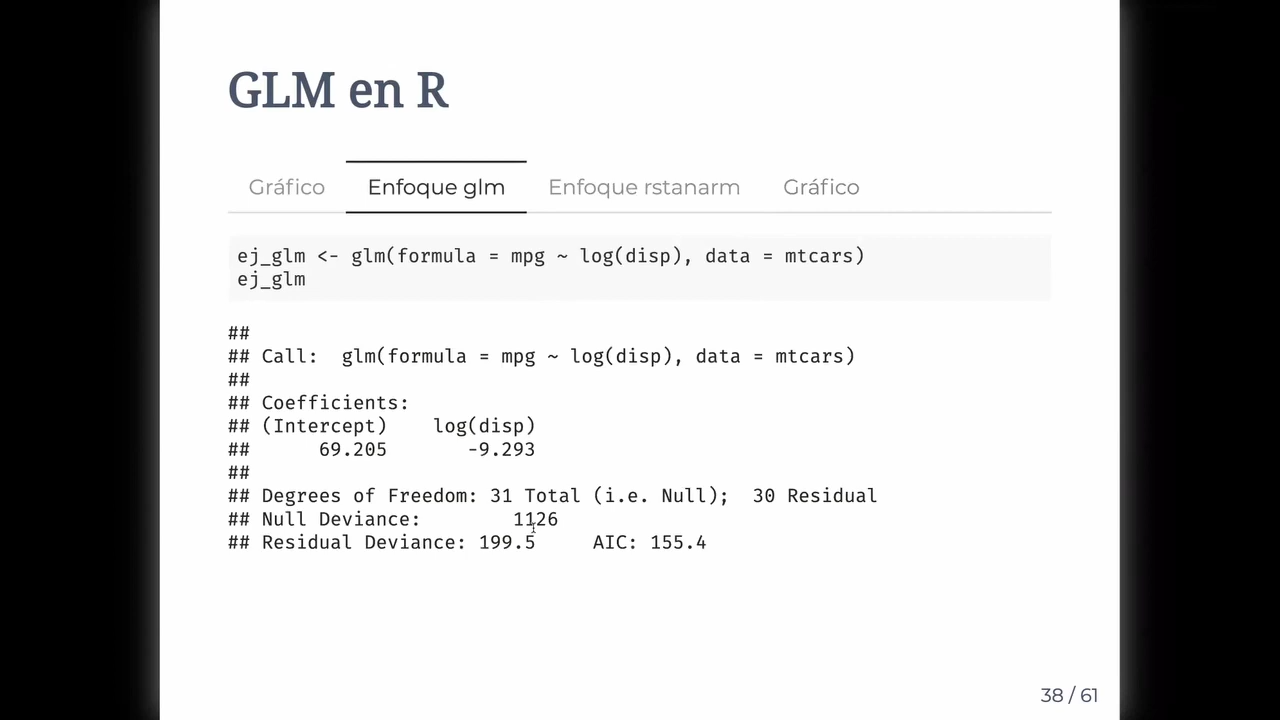 GLM en R
Gráfico Enfoque glm Enfoque rstanarm Gráfico
ej_glm <- glm(formula = mpg ~ log(disp), data = mtcars)
ej_glm
##
## Call:  glm(formula = mpg ~ log(disp), data = mtcars)
##
## Coefficients:
## (Intercept)    log(disp)
##      69.205       -9.293
##
## Degrees of Freedom: 31 Total (i.e. Null);  30 Residual
## Null Deviance:        1126
## Residual Deviance: 199.5     AIC: 155.4
38 / 61